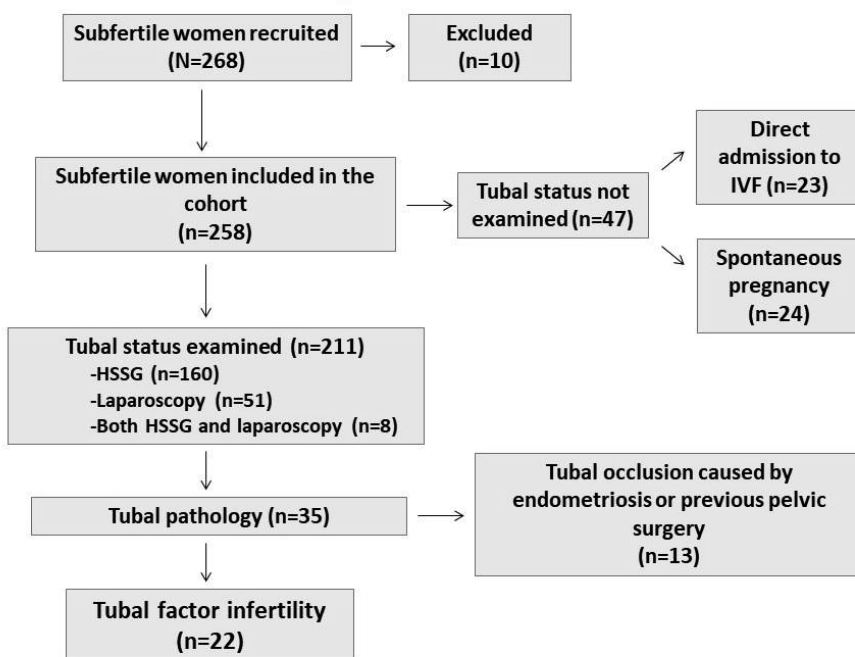 Subfertile women recruited
(N=268)
Excluded
(n=10)
Subfertile women included in the
cohort
(n=258)
Tubal status not
examined (n=47)
Direct
admission to
IVF (n=23)
Spontaneous
pregnancy
(n=24)
Tubal status examined (n=211)
-HSSG (n=160)
-Laparoscopy (n=51)
-Both HSSG and laparoscopy (n=8)
Tubal pathology (n=35)
Tubal occlusion caused by
endometriosis or previous pelvic
surgery
(n=13)
Tubal factor infertility
(n=22)